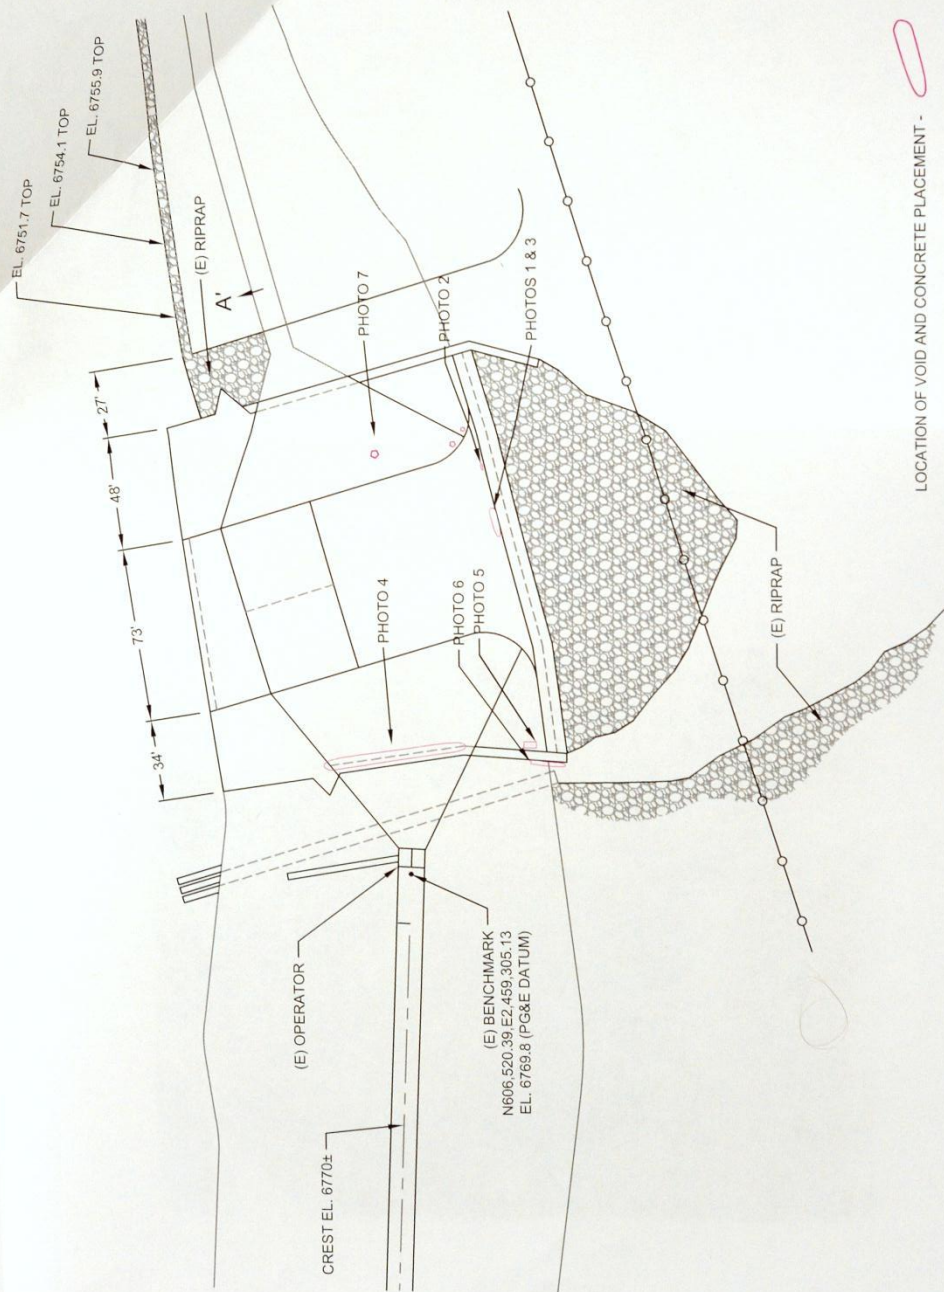 EL. 6751.7 TOP
EL. 6754.1 TOP
EL. 6755.9 TOP
(E) RIPRAP
A'
27'
48'
73'
34'
PHOTO 7
PHOTO 2
PHOTOS 1 & 3
PHOTO 4
PHOTO 6
PHOTO 5
(E) RIPRAP
(E) OPERATOR
(E) BENCHMARK
N606,520.39,E2,459,305.13
EL. 6769.8 (PG&E DATUM)
CREST EL. 6770±
LOCATION OF VOID AND CONCRETE PLACEMENT -